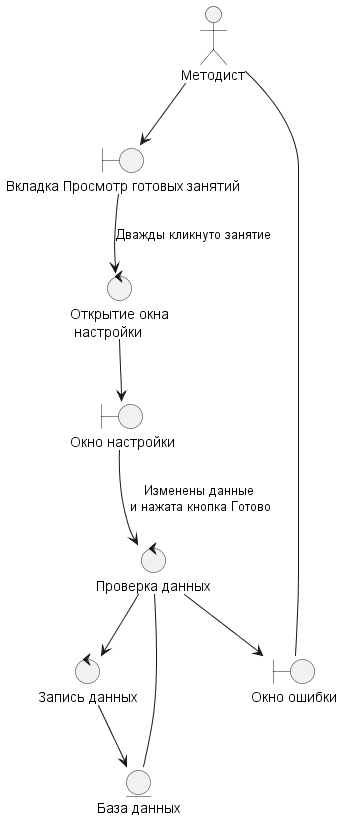 Методист
Вкладка Просмотр готовых занятий
Дважды кликнуто занятие
Открытие окна
настройки
Окно настройки
Изменены данные
и нажата кнопка Готово
Проверка данных
Запись данных
Окно ошибки
База данных